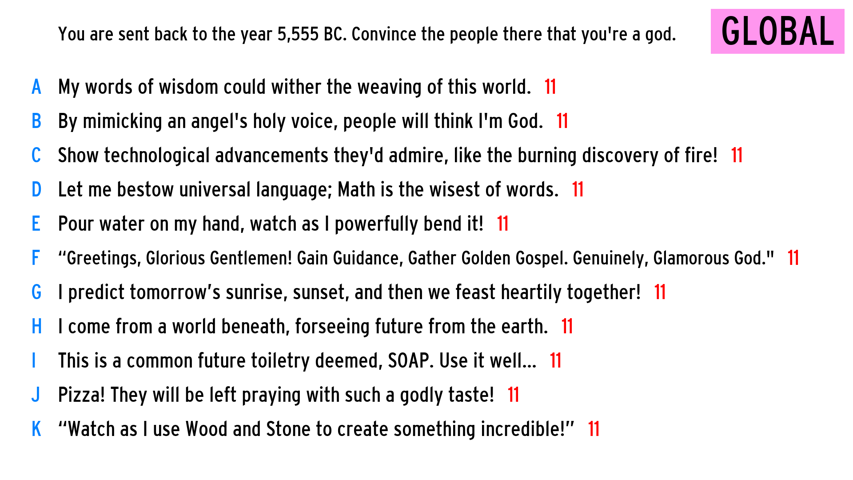 You are sent back to the year 5,555 BC. Convince the people there that you're a god. GLOBAL
A My words of wisdom could wither the weaving of this world. 11
B By mimicking an angel's holy voice, people will think I'm God. 11
C Show technological advancements they'd admire, like the burning discovery of fire! 11
D Let me bestow universal language; Math is the wisest of words. 11
E Pour water on my hand, watch as I powerfully bend it! 11
F “Greetings, Glorious Gentlemen! Gain Guidance, Gather Golden Gospel. Genuinely, Glamorous God." 11
G I predict tomorrow’s sunrise, sunset, and then we feast heartily together! 11
H I come from a world beneath, forseeing future from the earth. 11
I This is a common future toiletry deemed, SOAP. Use it well... 11
J Pizza! They will be left praying with such a godly taste! 11
K “Watch as I use Wood and Stone to create something incredible!” 11